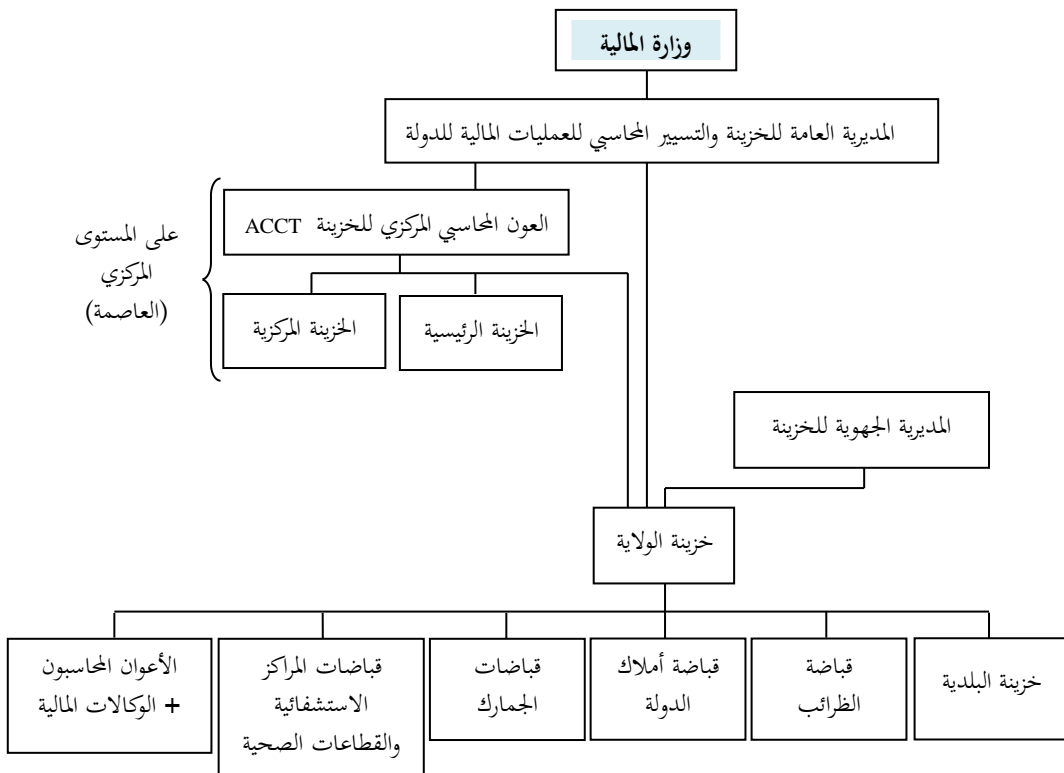 وزارة المالية
المديرية العامة للخزينة والتسيير المحاسبي للعمليات المالية للدولة
العون المحاسبي المركزي للخزينة ACCT
على المستوى
المركزي
(العاصمة)
الخزينة الرئيسية
الخزينة المركزية
المديرية الجهوية للخزينة
خزينة الولاية
خزينة البلدية
قباضة
الظرائب
قباضة أملاك
الدولة
قباضات
الجمارك
قباضات المراكز
الاستشفائية
والقطاعات الصحية
الأعوان المحاسبون
+ الوكالات المالية